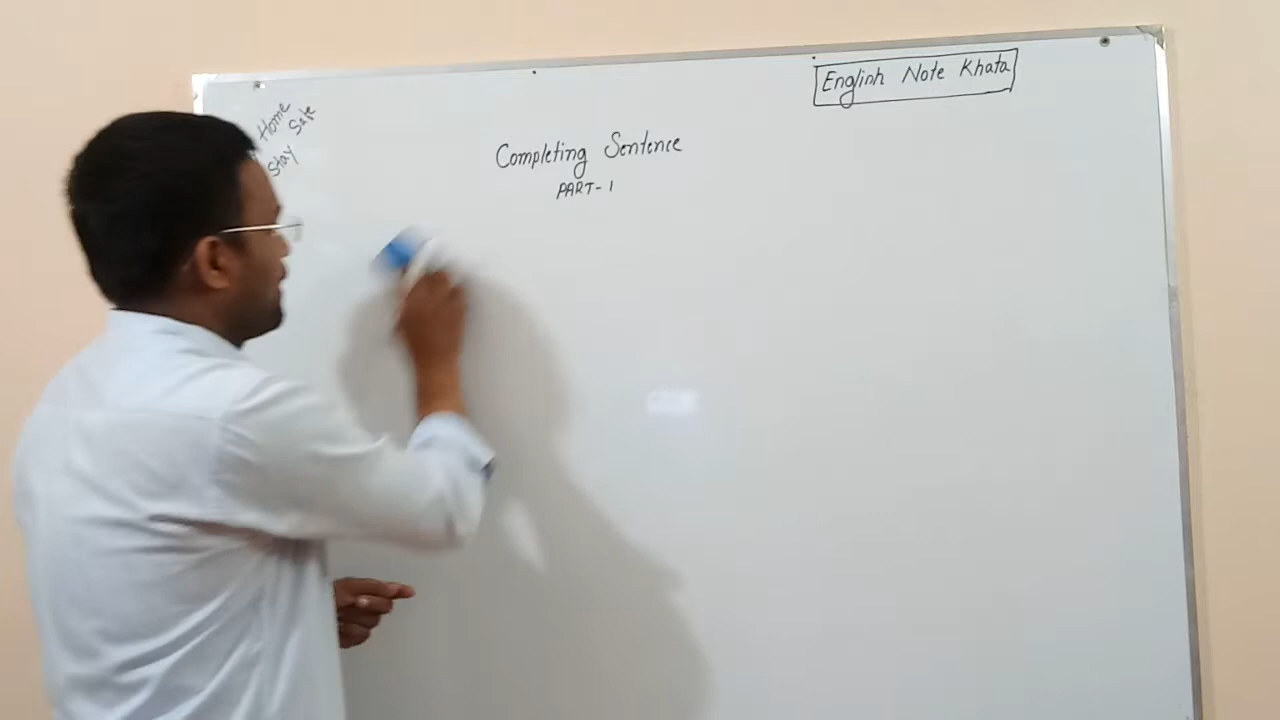 Home
Stay Safe
English Note Khata
Completing Sentence
PART-1